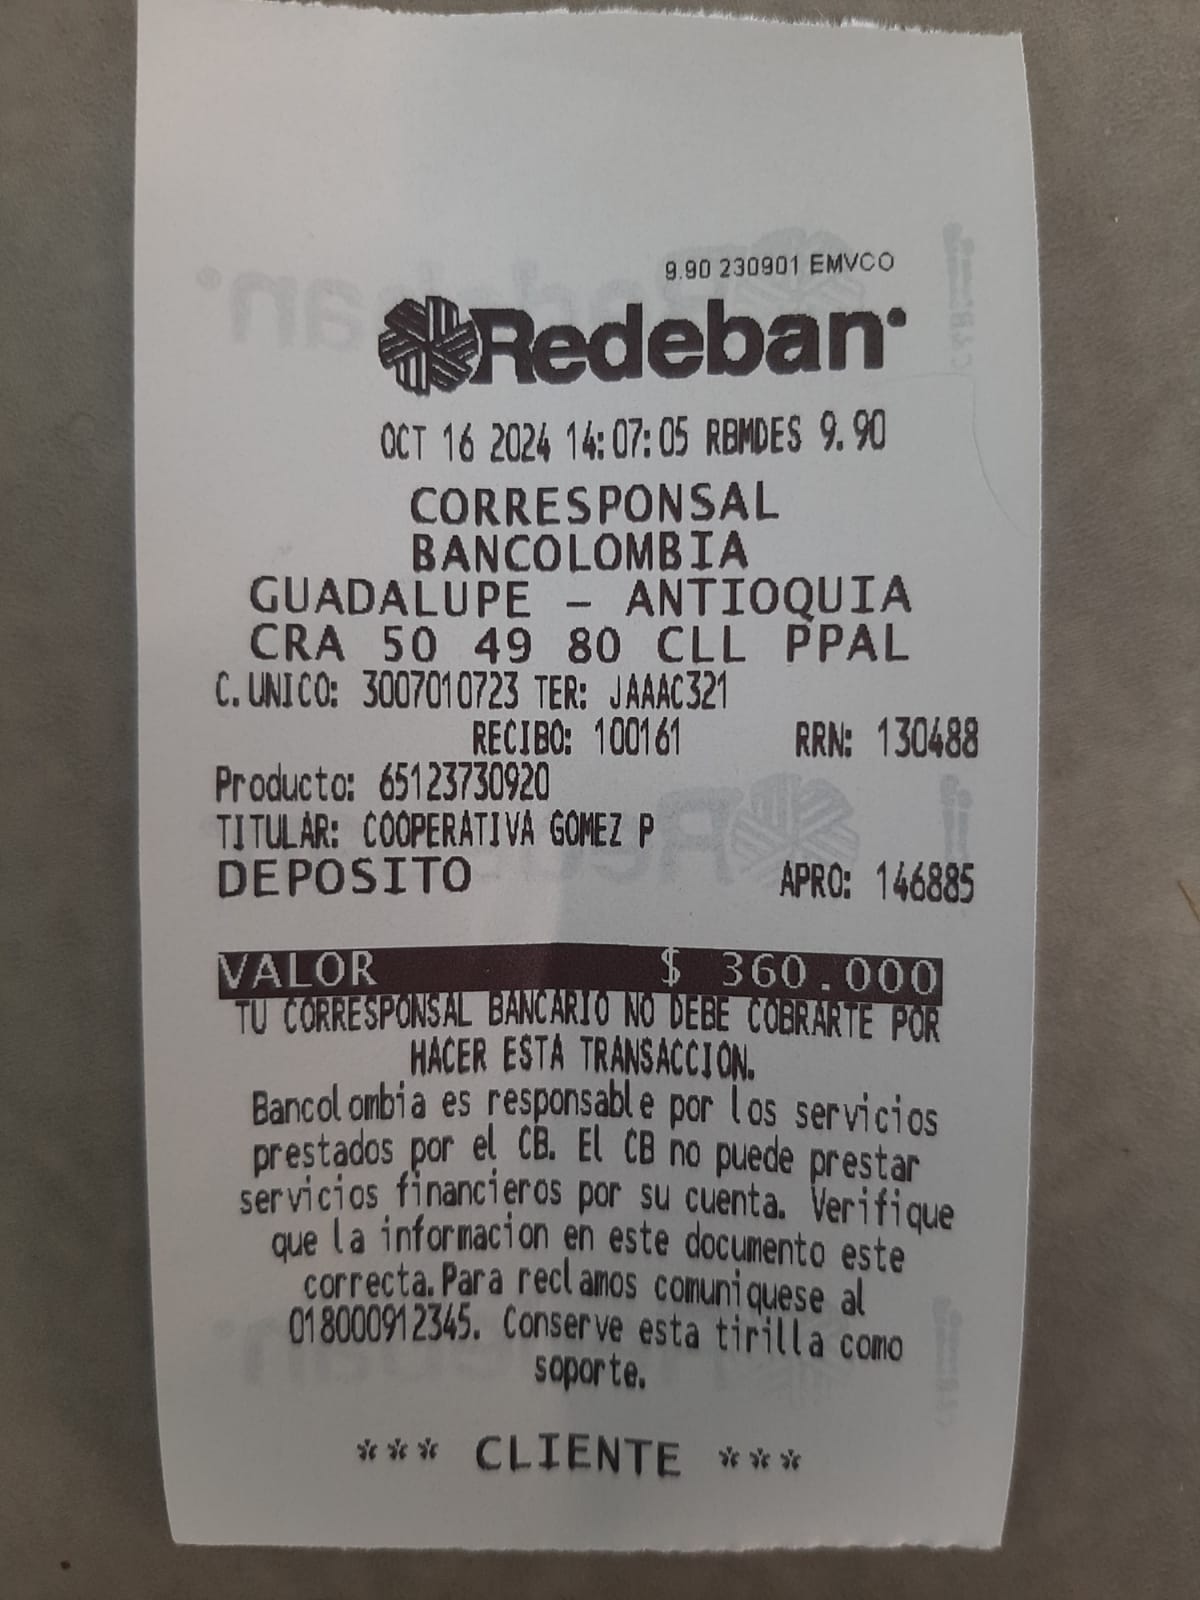 9.90 230901 EMVCO
Redeban
OCT 16 2024 14:07:05 RBMDES 9.90
CORRESPONSAL
BANCOLOMBIA
GUADALUPE – ANTIOQUIA
CRA 50 49 80 CLL PPAL
C.UNICO: 3007010723 TER: JAAAC321
RECIBO: 100161 RRN: 130488
Producto: 65123730920
TITULAR: COOPERATIVA GOMEZ P
DEPOSITO APRO: 146885
VALOR $ 360.000
TU CORRESPONSAL BANCARIO NO DEBE COBRARTE POR
HACER ESTA TRANSACCION.
Bancolombia es responsable por los servicios
prestados por el CB. El CB no puede prestar
servicios financieros por su cuenta. Verifique
que la informacion en este documento este
correcta.Para reclamos comuniquese al
018000912345. Conserve esta tirilla como
soporte.
*** CLIENTE ***